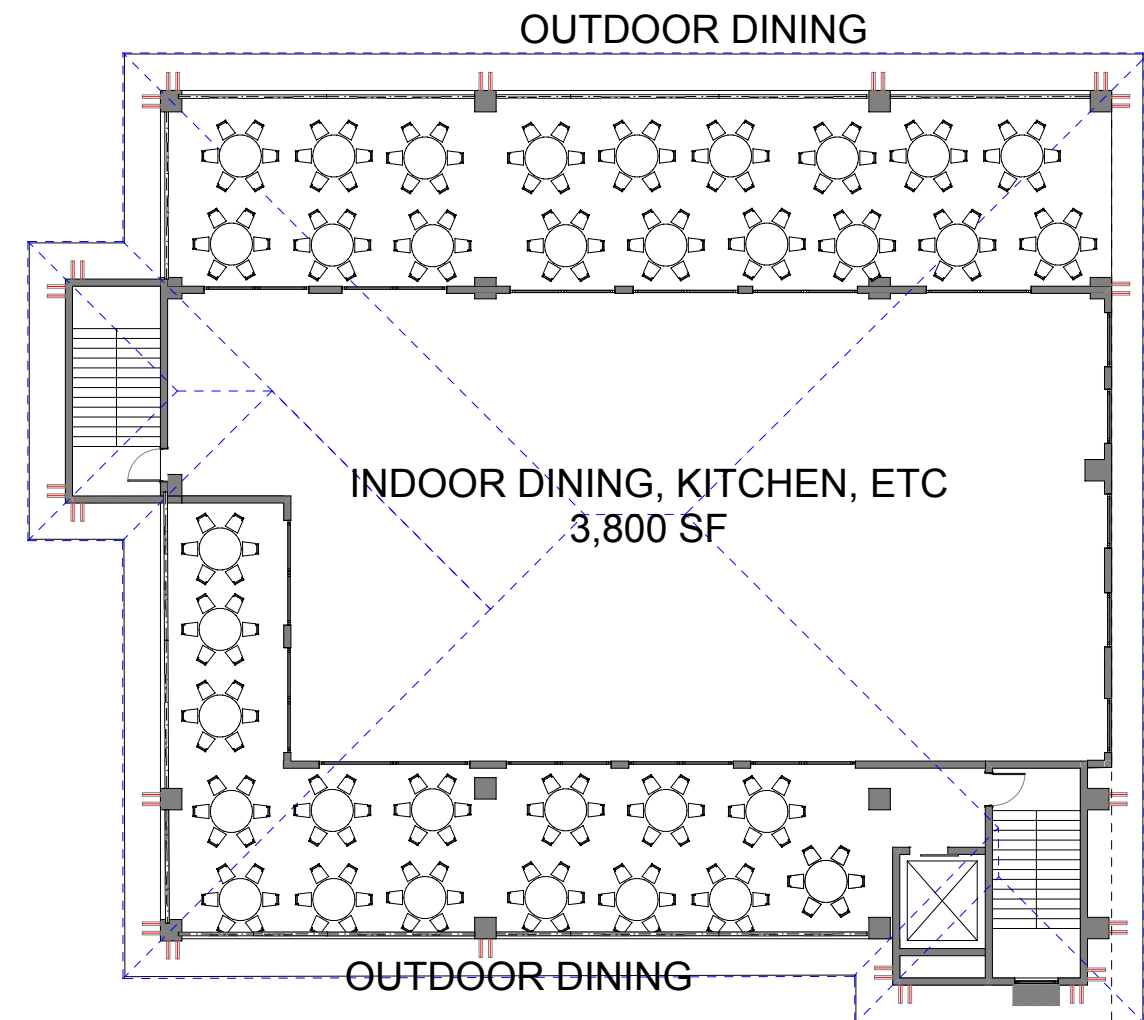 OUTDOOR DINING
INDOOR DINING, KITCHEN, ETC
3,800 SF
OUTDOOR DINING